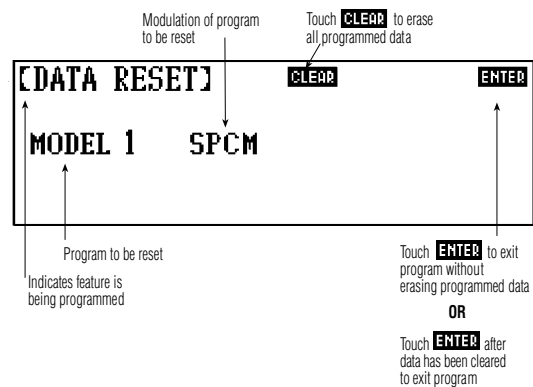 Modulation of program
to be reset
Touch CLEAR to erase
all programmed data
[DATA RESET] CLEAR ENTER
MODEL 1 SPCM
Program to be reset
Indicates feature is
being programmed
Touch ENTER to exit
program without
erasing programmed data
OR
Touch ENTER after
data has been cleared
to exit program